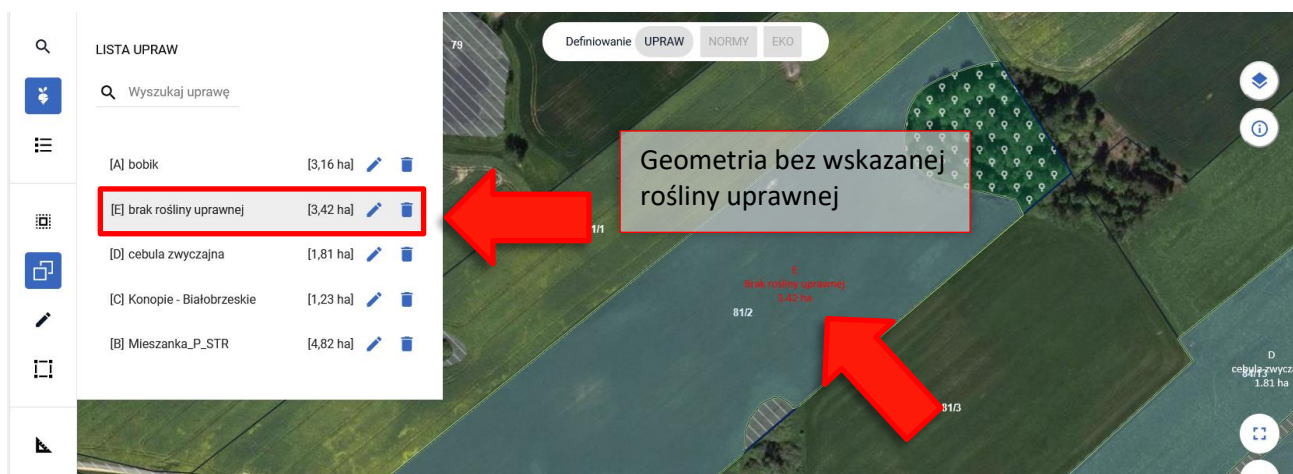 LISTA UPRAW
Wyszukaj uprawę
[A] bobik [3,16 ha]
[E] brak rośliny uprawnej [3,42 ha]
[D] cebula zwyczajna [1,81 ha]
[C] Konopie - Białobrzeskie [1,23 ha]
[B] Mieszanka_P_STR [4,82 ha]
79
Definiowanie UPRAW NORMY EKO
Geometria bez wskazanej
rośliny uprawnej
81/1
E
Brak rośliny uprawnej
3.42 ha
81/2
81/3
D
1.81 ha